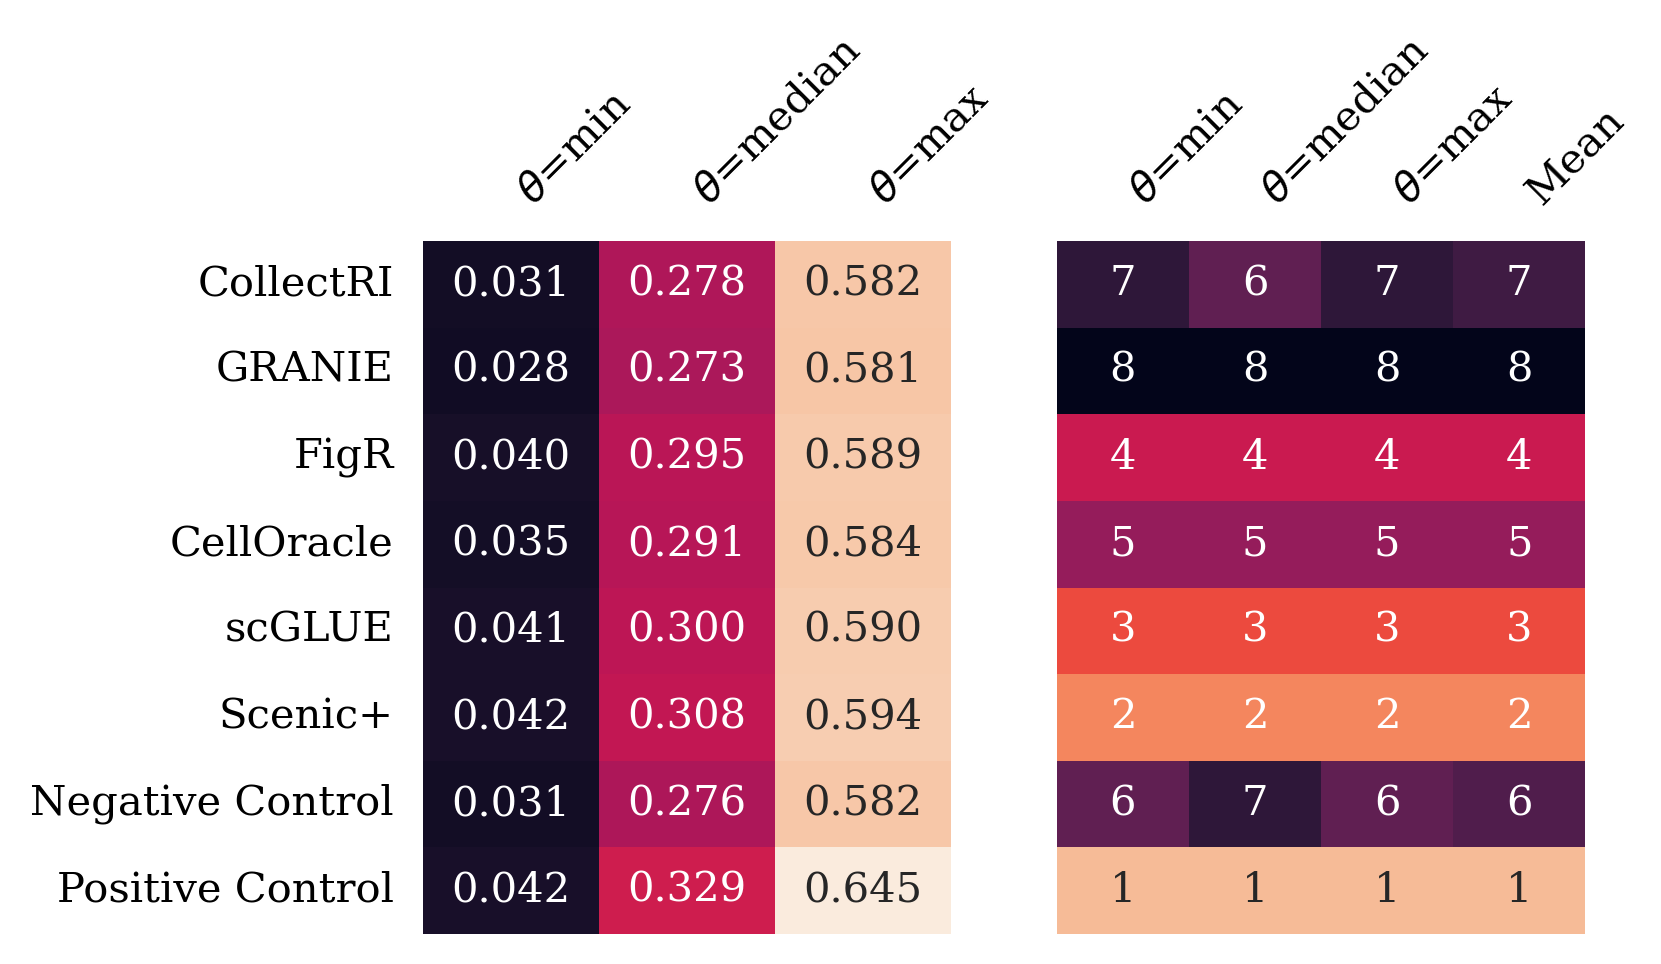 θ=min θ=median θ=max θ=min θ=median θ=max Mean
CollectRI 0.031 0.278 0.582 7 6 7 7
GRANIE 0.028 0.273 0.581 8 8 8 8
FigR 0.040 0.295 0.589 4 4 4 4
CellOracle 0.035 0.291 0.584 5 5 5 5
scGLUE 0.041 0.300 0.590 3 3 3 3
Scenic+ 0.042 0.308 0.594 2 2 2 2
Negative Control 0.031 0.276 0.582 6 7 6 6
Positive Control 0.042 0.329 0.645 1 1 1 1